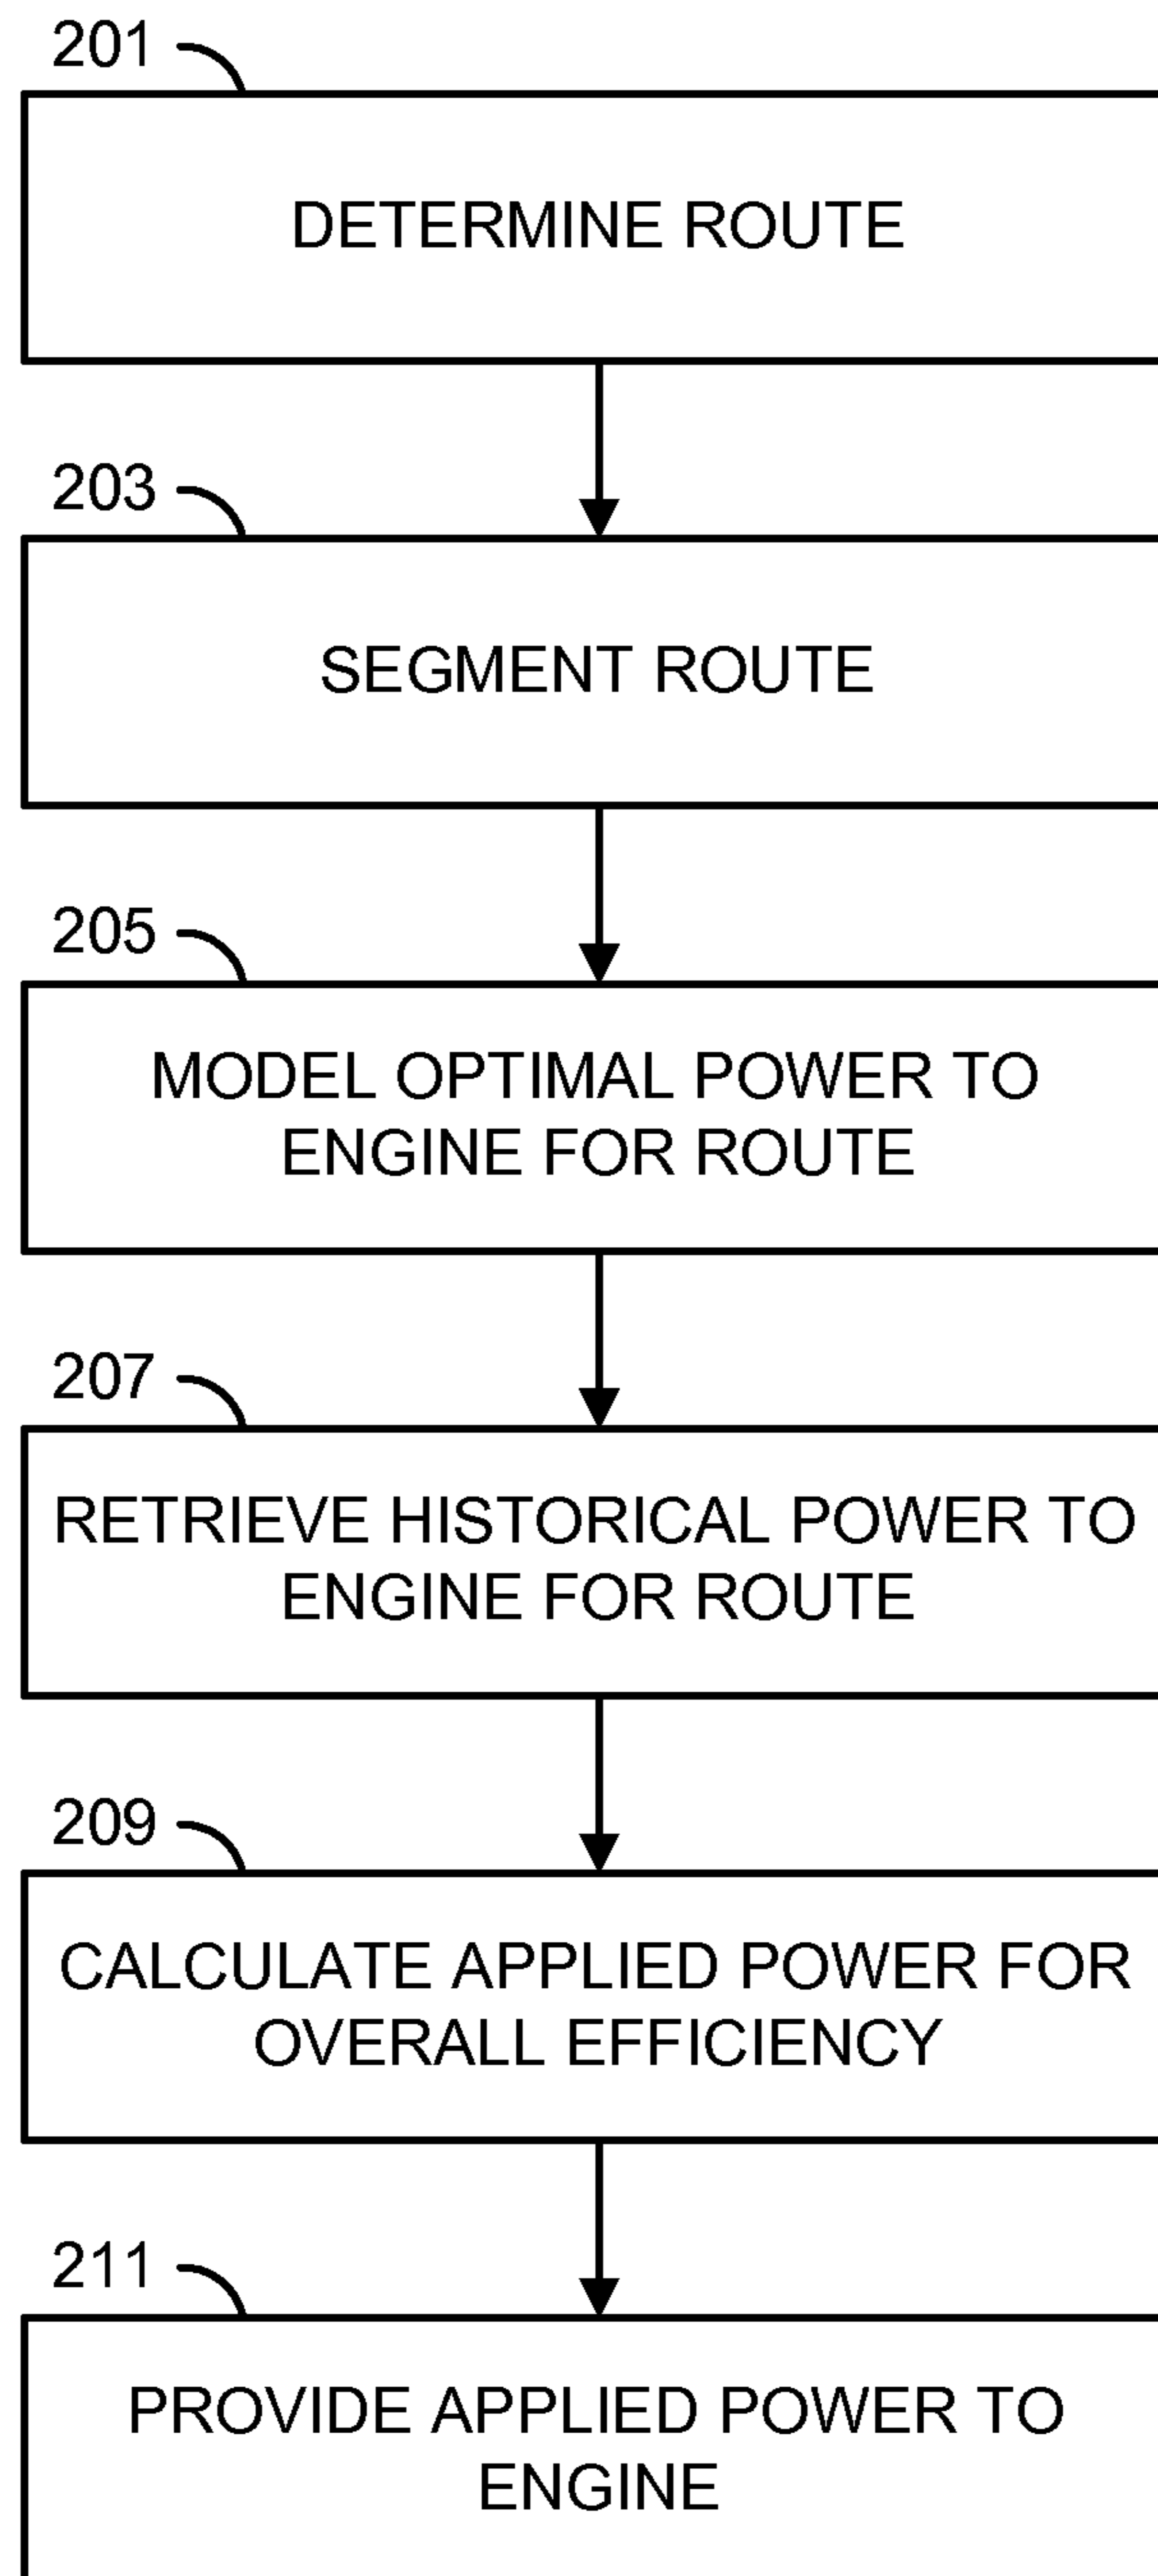 201
DETERMINE ROUTE
203
SEGMENT ROUTE
205
MODEL OPTIMAL POWER TO
ENGINE FOR ROUTE
207
RETRIEVE HISTORICAL POWER TO
ENGINE FOR ROUTE
209
CALCULATE APPLIED POWER FOR
OVERALL EFFICIENCY
211
PROVIDE APPLIED POWER TO
ENGINE